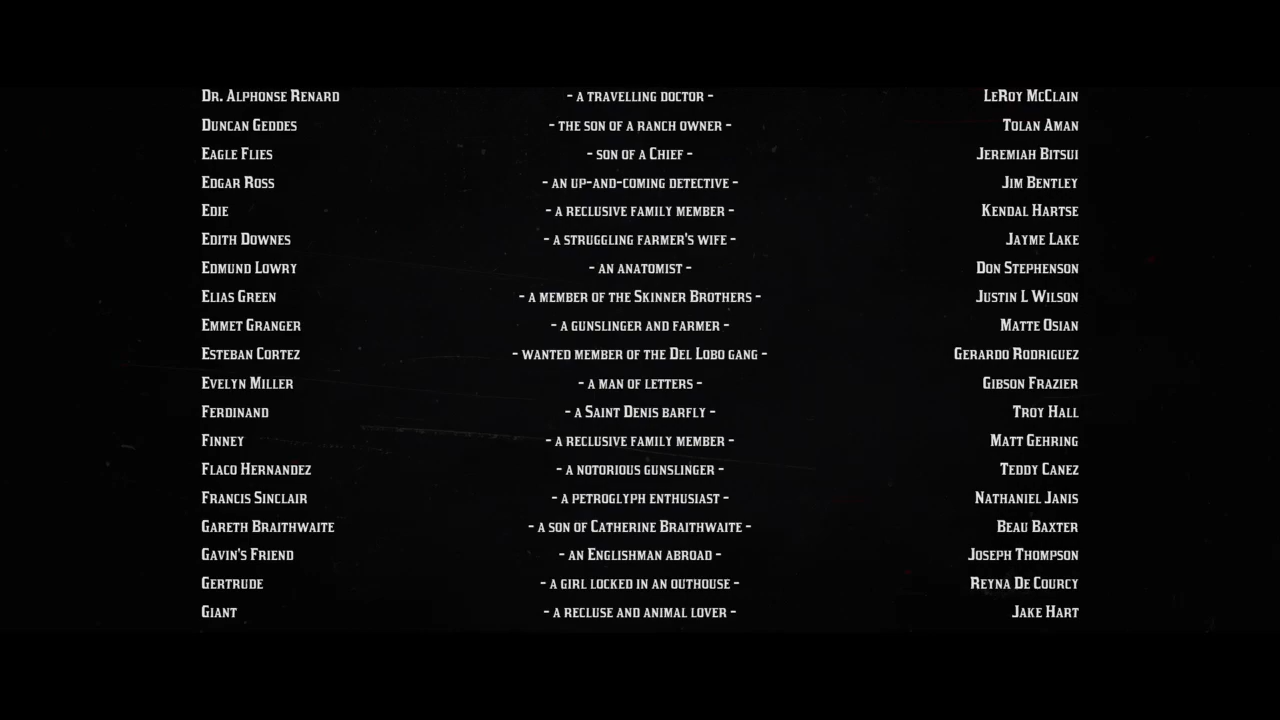 Dr. Alphonse Renard - a travelling doctor - LeRoy McClain
Duncan Geddes - the son of a ranch owner - Tolan Aman
Eagle Flies - son of a Chief - Jeremiah Bitsui
Edgar Ross - an up-and-coming detective - Jim Bentley
Edie - a reclusive family member - Kendal Hartse
Edith Downes - a struggling farmer's wife - Jayme Lake
Edmund Lowry - an anatomist - Don Stephenson
Elias Green - a member of the Skinner Brothers - Justin L Wilson
Emmet Granger - a gunslinger and farmer - Matte Osian
Esteban Cortez - wanted member of the Del Lobo gang - Gerardo Rodriguez
Evelyn Miller - a man of letters - Gibson Frazier
Ferdinand - a Saint Denis barfly - Troy Hall
Finney - a reclusive family member - Matt Gehring
Flaco Hernandez - a notorious gunslinger - Teddy Canez
Francis Sinclair - a petroglyph enthusiast - Nathaniel Janis
Gareth Braithwaite - a son of Catherine Braithwaite - Beau Baxter
Gavin's Friend - an Englishman abroad - Joseph Thompson
Gertrude - a girl locked in an outhouse - Reyna De Courcy
Giant - a recluse and animal lover - Jake Hart